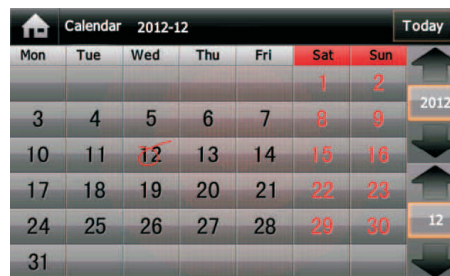 Calendar 2012-12 Today
Mon Tue Wed Thu Fri Sat Sun
1 2
2012
3 4 5 6 7 8 9
10 11 12 13 14 15 16
17 18 19 20 21 22 23
12
24 25 26 27 28 29 30
31